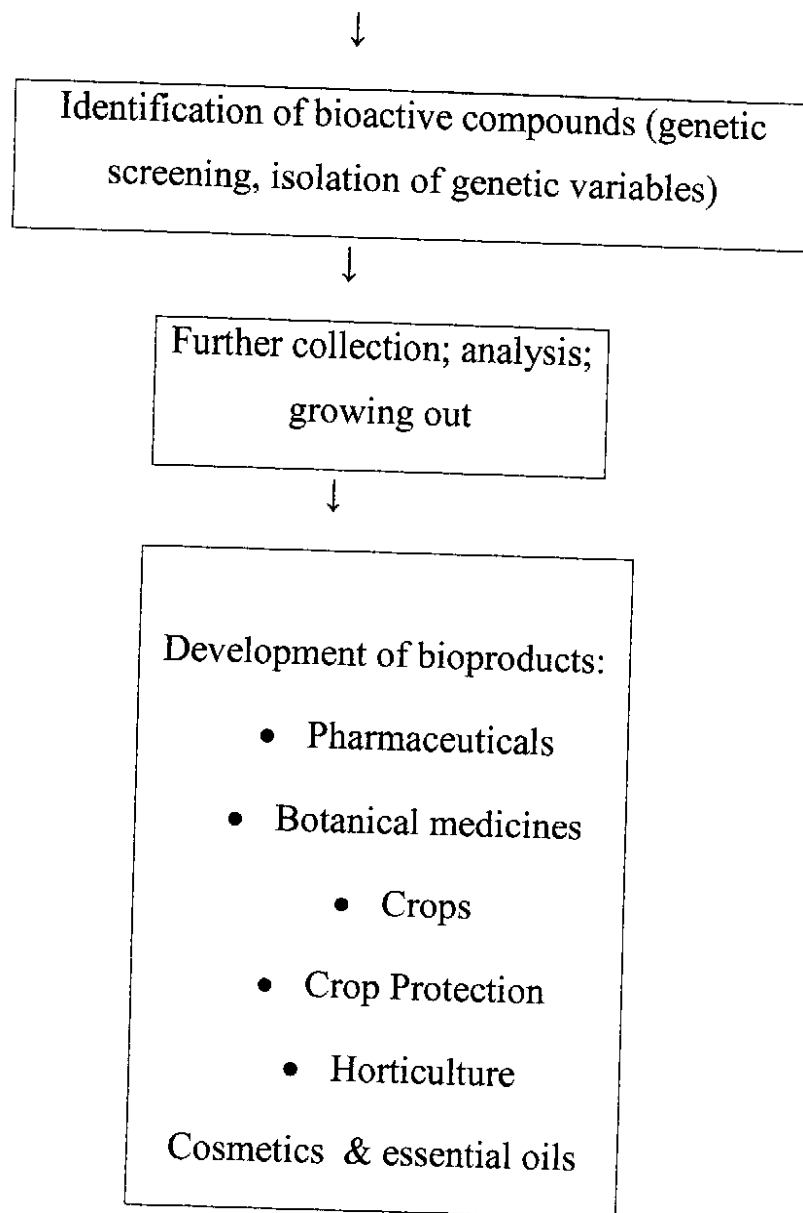 ↓
Identification of bioactive compounds (genetic
screening, isolation of genetic variables)
↓
Further collection; analysis;
growing out
↓
Development of bioproducts:
• Pharmaceuticals
• Botanical medicines
• Crops
• Crop Protection
• Horticulture
Cosmetics & essential oils